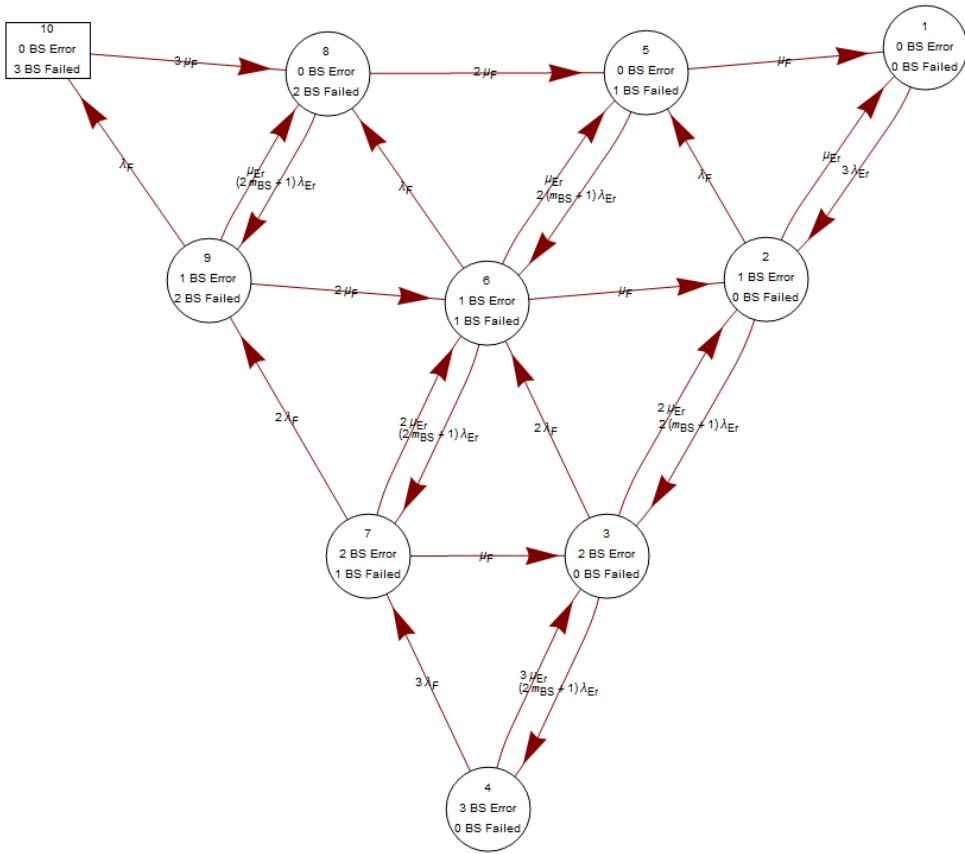 10
0 BS Error
3 BS Failed
3 μF
8
0 BS Error
2 BS Failed
2 μF
5
0 BS Error
1 BS Failed
μF
1
0 BS Error
0 BS Failed
λF
μEr
(2 mBS + 1) λEr
λF
μEr
2 (mBS + 1) λEr
λF
μEr
3 λEr
9
1 BS Error
2 BS Failed
2 μF
6
1 BS Error
1 BS Failed
μF
2
1 BS Error
0 BS Failed
2 λF
2 μEr
(2 mBS + 1) λEr
2 λF
2 μEr
2 (mBS + 1) λEr
7
2 BS Error
1 BS Failed
μF
3
2 BS Error
0 BS Failed
3 λF
3 μEr
(2 mBS + 1) λEr
4
3 BS Error
0 BS Failed